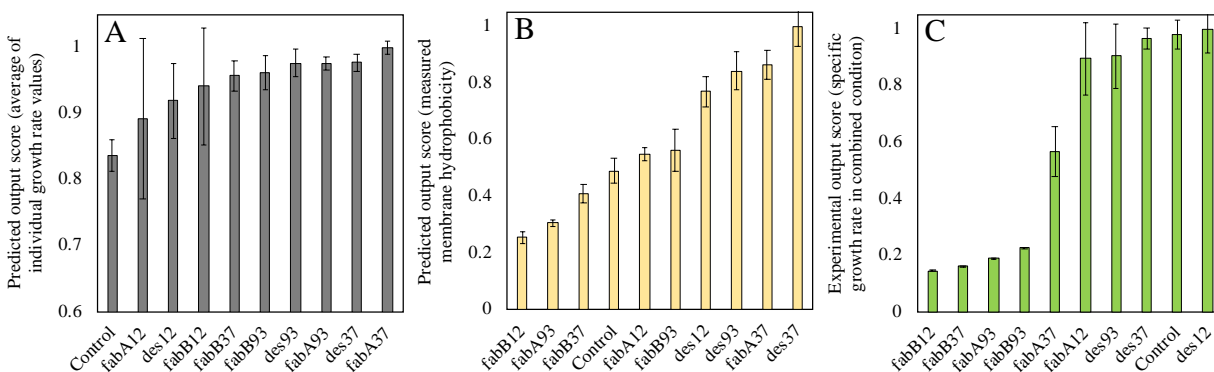 A
Predicted output score (average of
individual growth rate values)
1
0.9
0.8
0.7
0.6
Control
fabA12
des12
fabB12
fabB37
fabB93
des93
fabA93
des37
fabA37
B
Predicted output score (measured
membrane hydrophobicity)
1
0.8
0.6
0.4
0.2
0
fabB12
fabA93
fabB37
Control
fabA12
fabB93
des12
des93
fabA37
des37
C
Experimental output score (specific
growth rate in combined conditon)
1
0.8
0.6
0.4
0.2
0
fabB12
fabB37
fabA93
fabB93
fabA37
fabA12
des93
des37
Control
des12